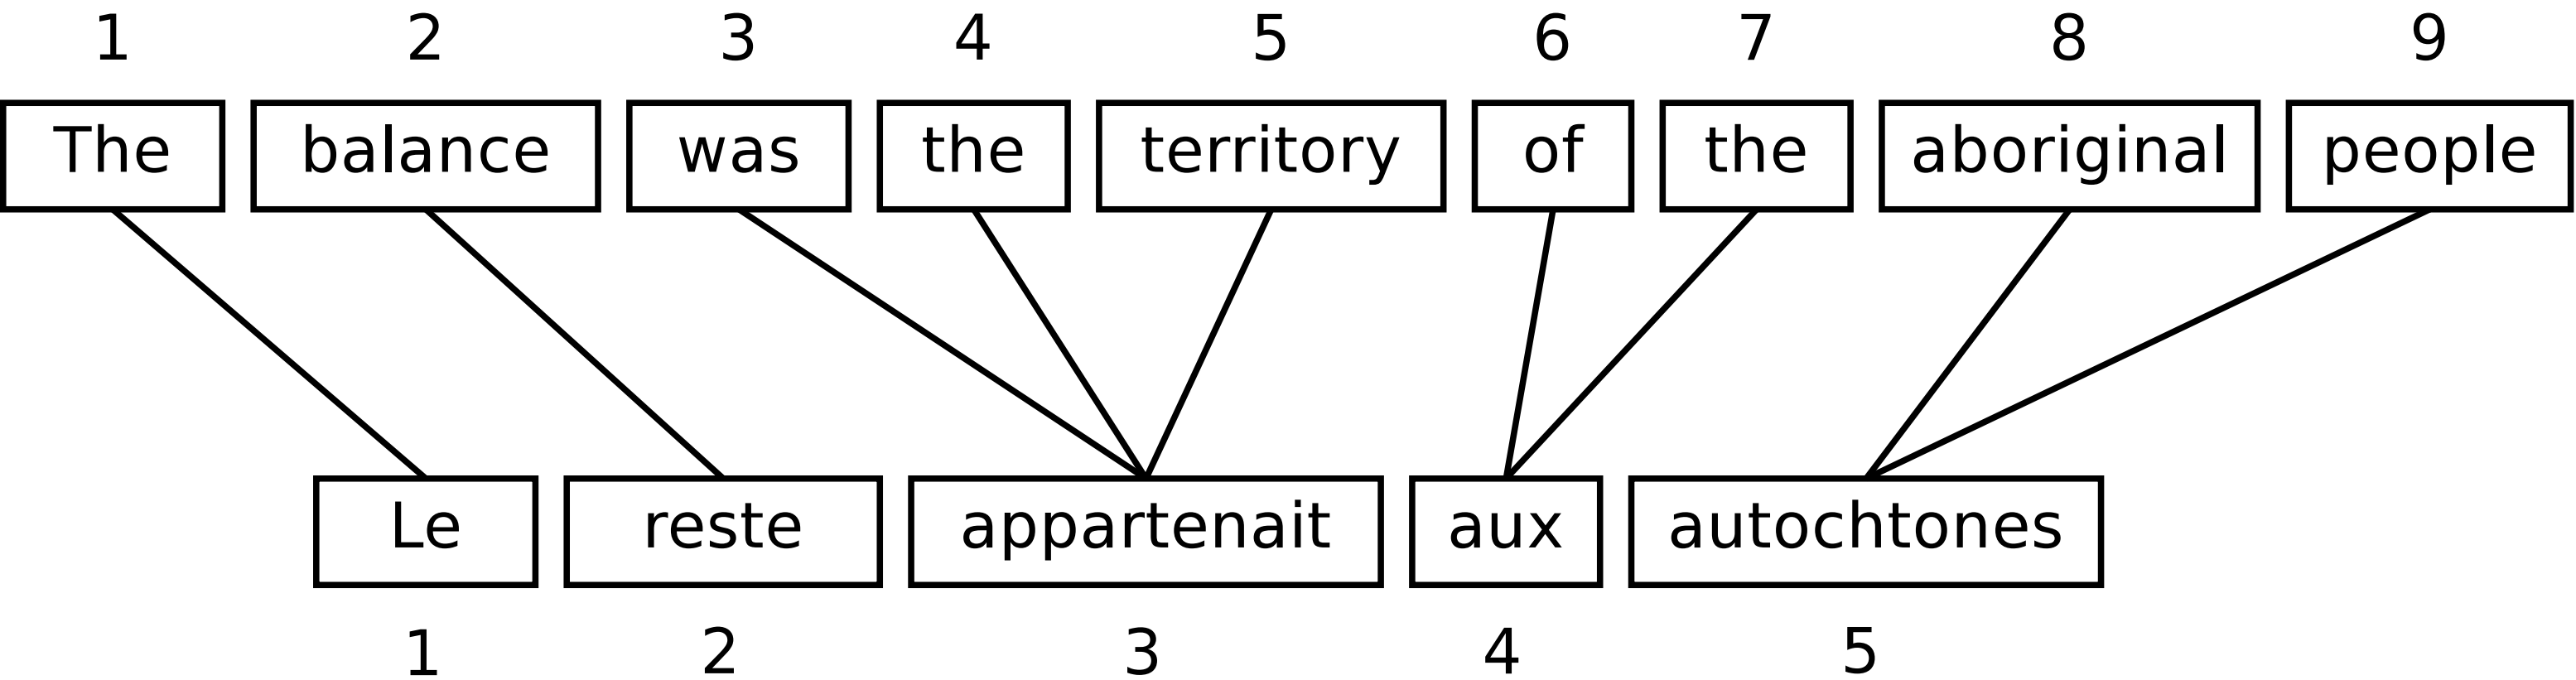 1 2 3 4 5 6 7 8 9
The balance was the territory of the aboriginal people
Le reste appartenait aux autochtones
1 2 3 4 5